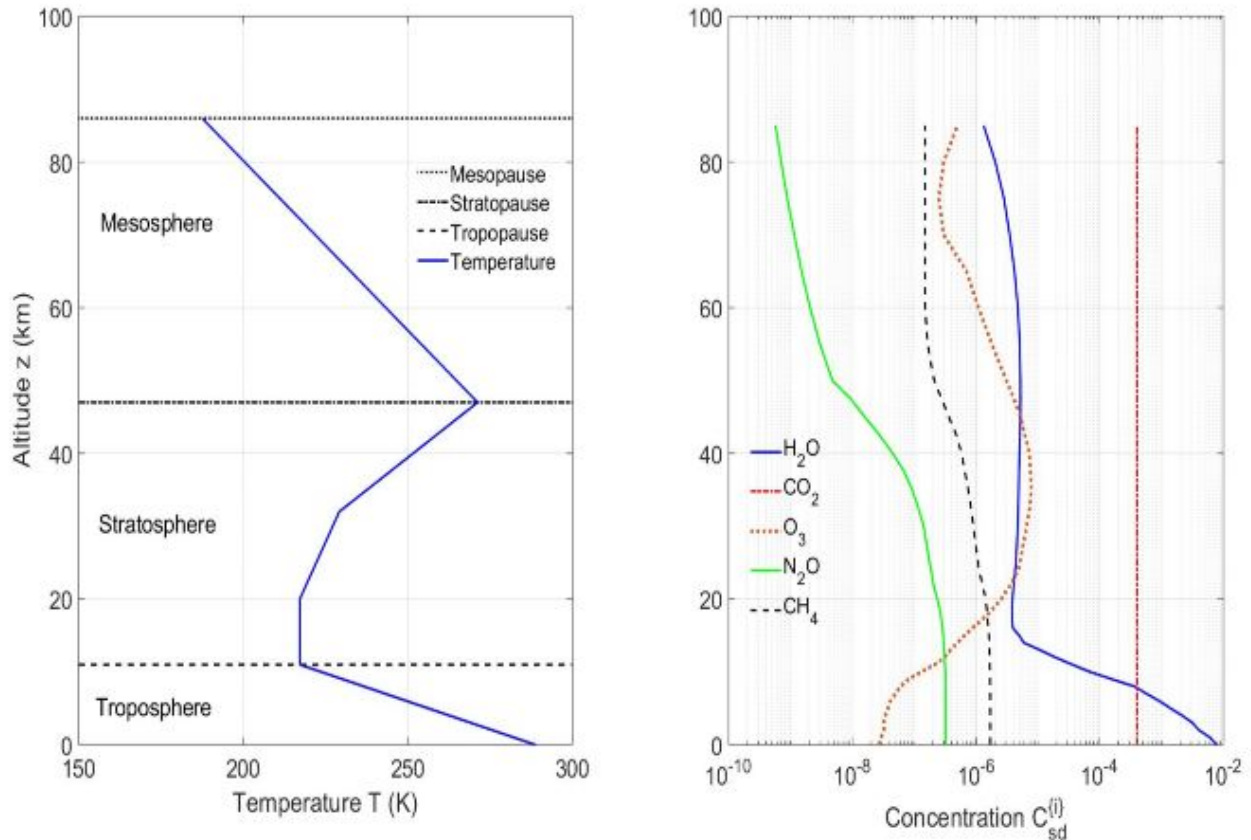 100
80
60
40
20
0
Altitude z (km)
Mesosphere
Stratosphere
Troposphere
Mesopause
Stratopause
Tropopause
Temperature
150
200
250
300
Temperature T (K)
100
80
60
40
20
0
H₂O
CO₂
O₃
N₂O
CH₄
10⁻¹⁰
10⁻⁸
10⁻⁶
10⁻⁴
10⁻²
Concentration C_sd^{i}